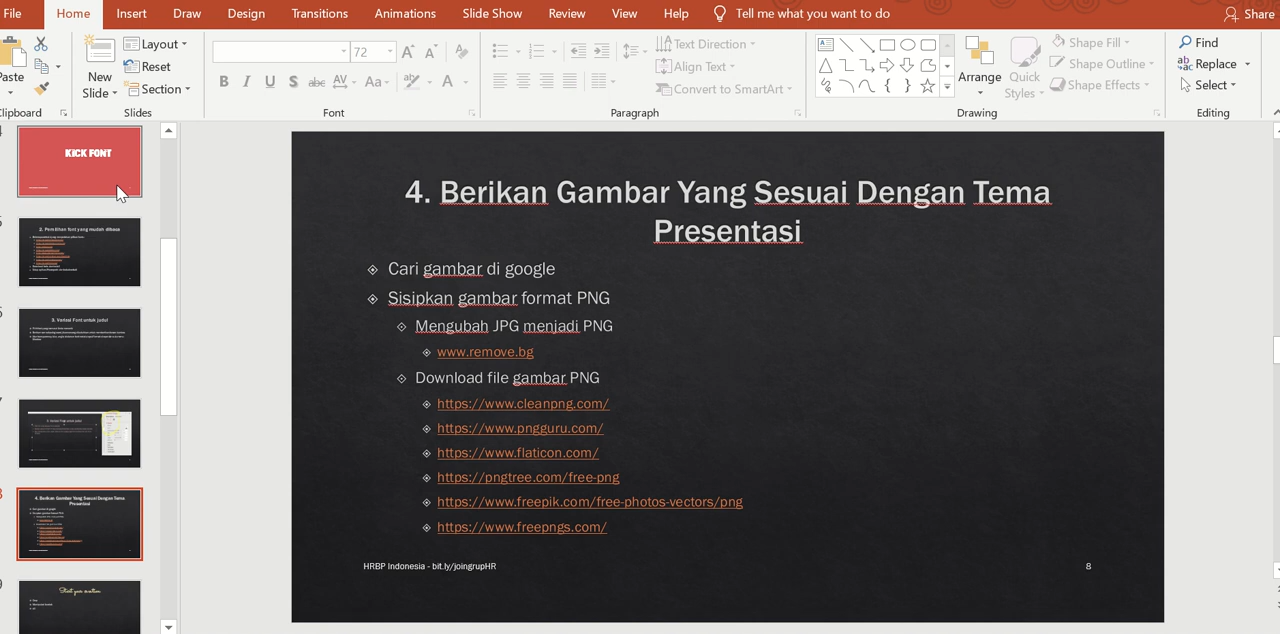 File Home Insert Draw Design Transitions Animations Slide Show Review View Help Tell me what you want to do Share
Paste
New Slide
Layout
Reset
Section
72
Text Direction
Align Text
Convert to SmartArt
Arrange
Quick Styles
Shape Fill
Shape Outline
Shape Effects
Find
Replace
Select
Clipboard Slides Font Paragraph Drawing Editing
KICK FONT
2. Pemilihan font yang mudah dibaca
3. Variasi Font untuk judul
4. Berikan Gambar Yang Sesuai Dengan Tema
Presentasi
Start your creation
4. Berikan Gambar Yang Sesuai Dengan Tema
Presentasi
Cari gambar di google
Sisipkan gambar format PNG
Mengubah JPG menjadi PNG
www.remove.bg
Download file gambar PNG
https://www.cleanpng.com/
https://www.pngguru.com/
https://www.flaticon.com/
https://pngtree.com/free-png
https://www.freepik.com/free-photos-vectors/png
https://www.freepngs.com/
HRBP Indonesia - bit.ly/joingrupHR 8